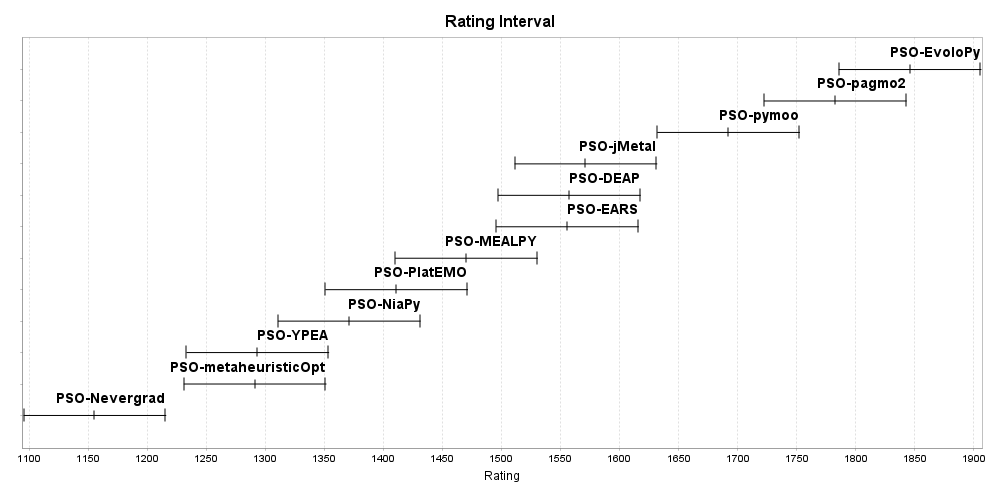 Rating Interval
PSO-EvoloPy
PSO-pagmo2
PSO-pymoo
PSO-jMetal
PSO-DEAP
PSO-EARS
PSO-MEALPY
PSO-PlatEMO
PSO-NiaPy
PSO-YPEA
PSO-metaheuristicOpt
PSO-Nevergrad
1100 1150 1200 1250 1300 1350 1400 1450 1500 1550 1600 1650 1700 1750 1800 1850 1900
Rating